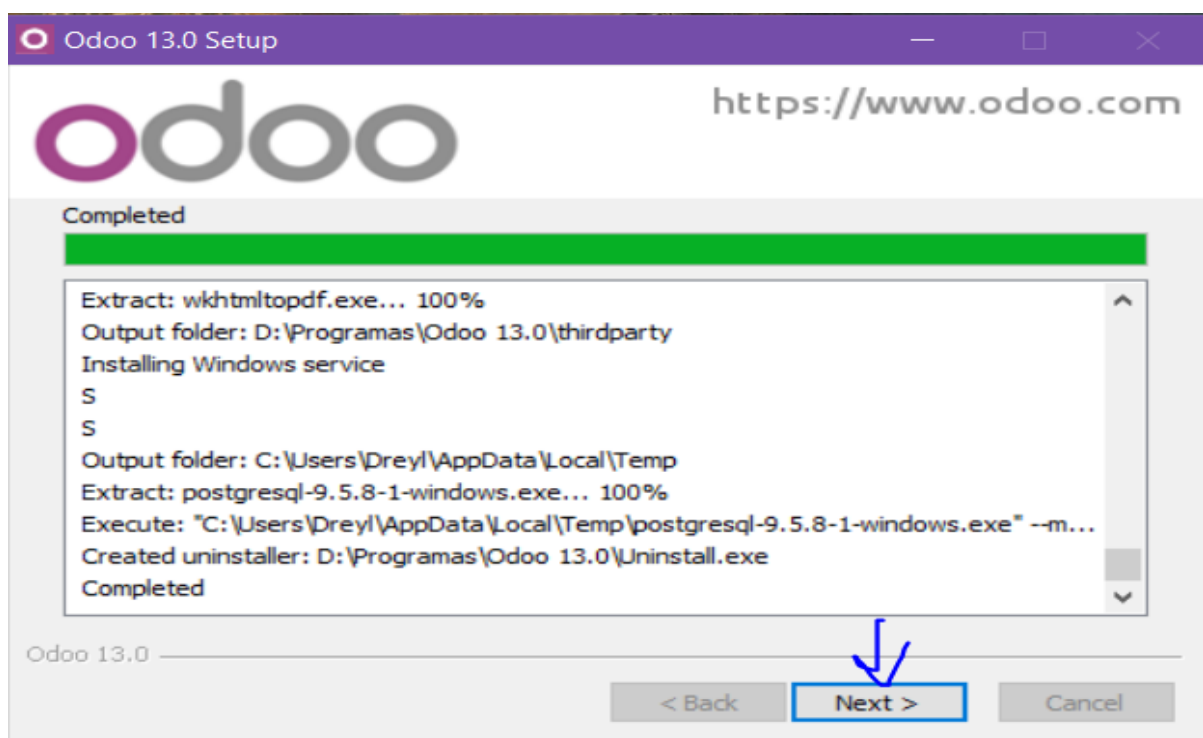 Odoo 13.0 Setup
odoo
https://www.odoo.com
Completed
Extract: wkhtmltopdf.exe... 100%
Output folder: D:\Programas\Odoo 13.0\thirdparty
Installing Windows service
S
S
Output folder: C:\Users\Dreyl\AppData\Local\Temp
Extract: postgresql-9.5.8-1-windows.exe... 100%
Execute: "C:\Users\Dreyl\AppData\Local\Temp\postgresql-9.5.8-1-windows.exe" --m...
Created uninstaller: D:\Programas\Odoo 13.0\Uninstall.exe
Completed
Odoo 13.0
< Back Next > Cancel